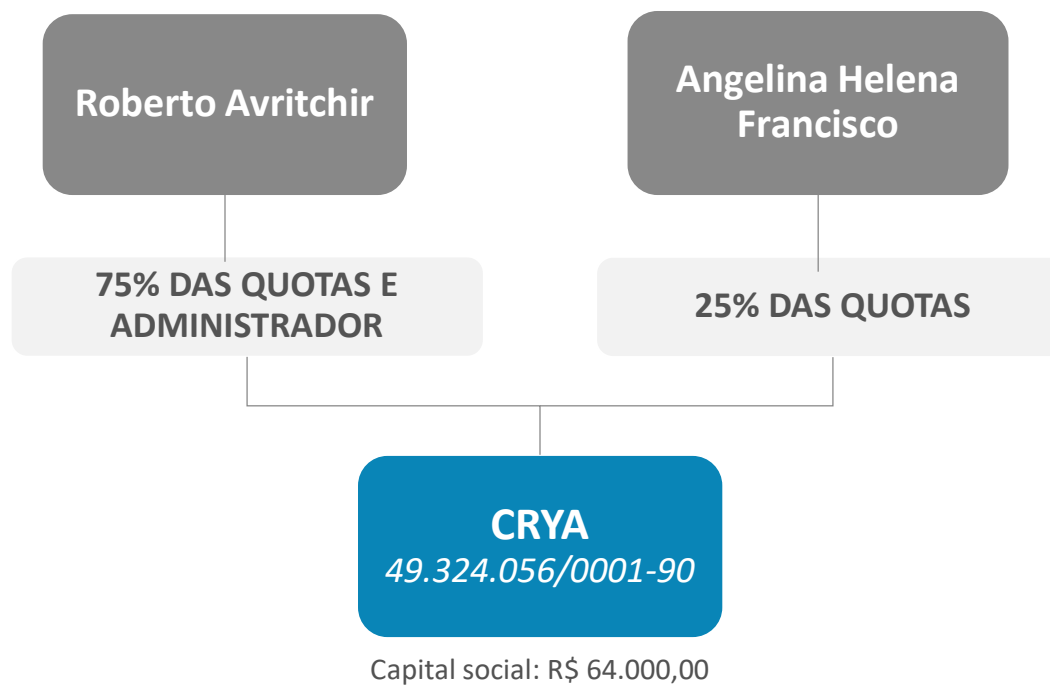 Roberto Avritchir
Angelina Helena
Francisco
75% DAS QUOTAS E
ADMINISTRADOR
25% DAS QUOTAS
CRYA
49.324.056/0001-90
Capital social: R$ 64.000,00